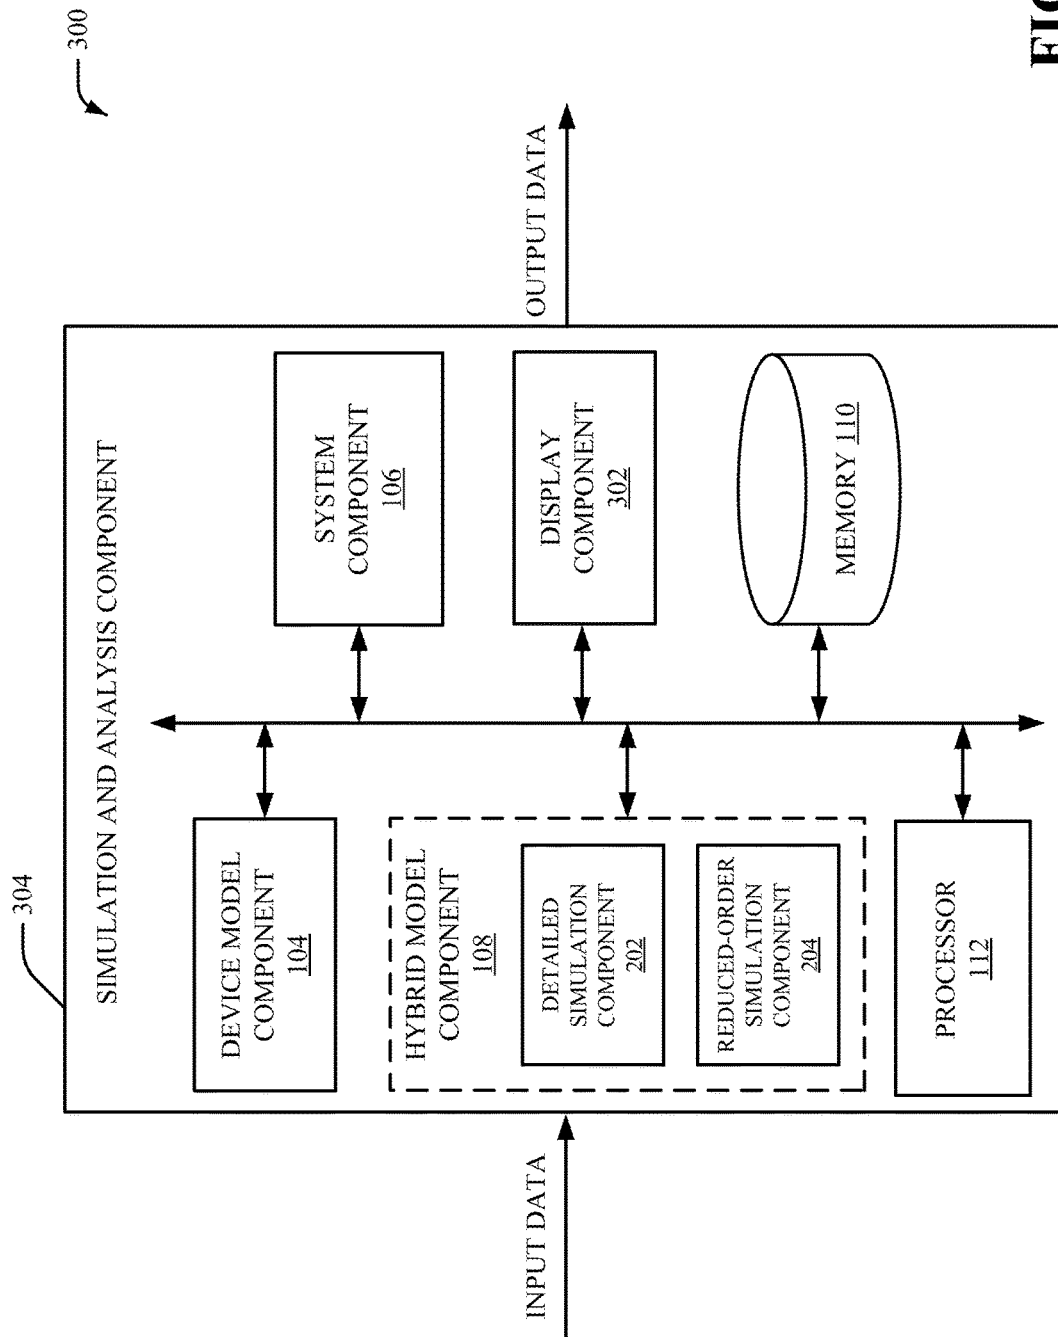 300
304
SIMULATION AND ANALYSIS COMPONENT
DEVICE MODEL
COMPONENT
104
SYSTEM
COMPONENT
106
HYBRID MODEL
COMPONENT
108
DETAILED
SIMULATION
COMPONENT
202
REDUCED-ORDER
SIMULATION
COMPONENT
204
DISPLAY
COMPONENT
302
PROCESSOR
112
MEMORY 110
INPUT DATA
OUTPUT DATA